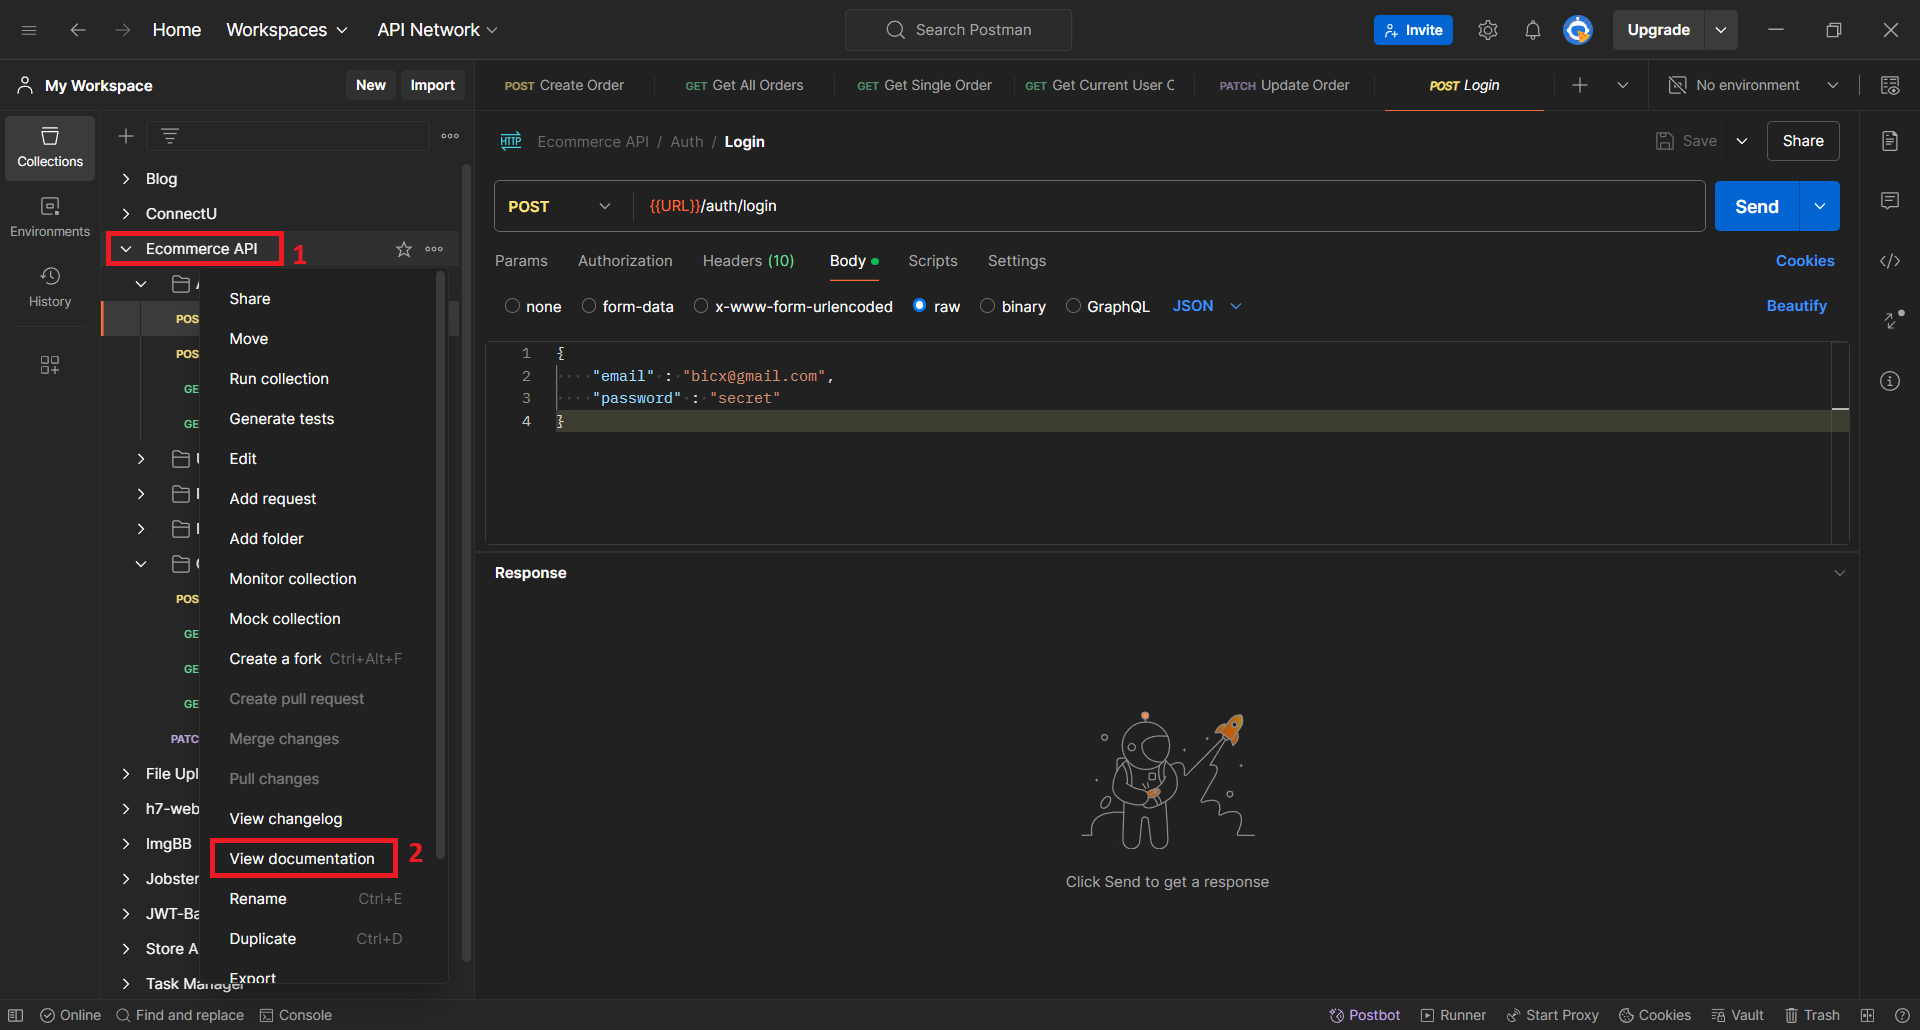 Home
Workspaces
API Network
Search Postman
Invite
Upgrade
My Workspace
New
Import
POST Create Order
GET Get All Orders
GET Get Single Order
GET Get Current User
PATCH Update Order
POST Login
No environment
Collections
Environments
History
Blog
ConnectU
Ecommerce API
1
POS
POS
GE
GE
POS
GE
GE
GE
PATC
File Upl
h7-web
ImgBB
Jobster
JWT-Ba
Store A
Task Manager
Share
Move
Run collection
Generate tests
Edit
Add request
Add folder
Monitor collection
Mock collection
Create a fork Ctrl+Alt+F
Create pull request
Merge changes
Pull changes
View changelog
View documentation
2
Rename Ctrl+E
Duplicate Ctrl+D
Export
HTTP Ecommerce API / Auth / Login
Save
Share
POST
{{URL}}/auth/login
Send
Params
Authorization
Headers (10)
Body
Scripts
Settings
Cookies
none
form-data
x-www-form-urlencoded
raw
binary
GraphQL
JSON
Beautify
1 {
2 "email" : "bicx@gmail.com",
3 "password" : "secret"
4 }
Response
Click Send to get a response
Online
Find and replace
Console
Postbot
Runner
Start Proxy
Cookies
Vault
Trash